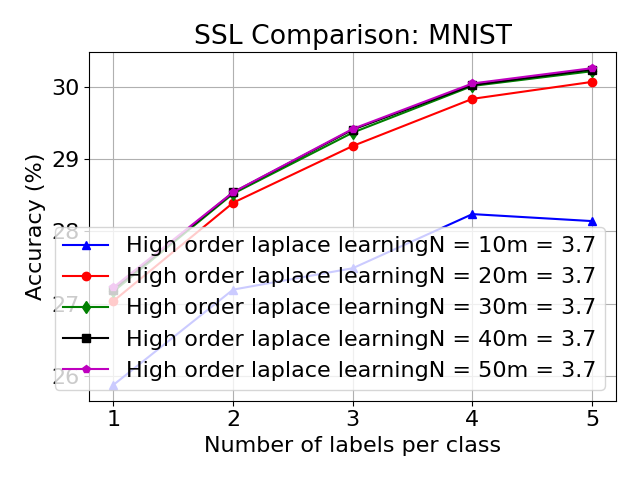 SSL Comparison: MNIST
Accuracy (%)
30
29
28
27
26
High order laplace learningN = 10m = 3.7
High order laplace learningN = 20m = 3.7
High order laplace learningN = 30m = 3.7
High order laplace learningN = 40m = 3.7
High order laplace learningN = 50m = 3.7
1 2 3 4 5
Number of labels per class